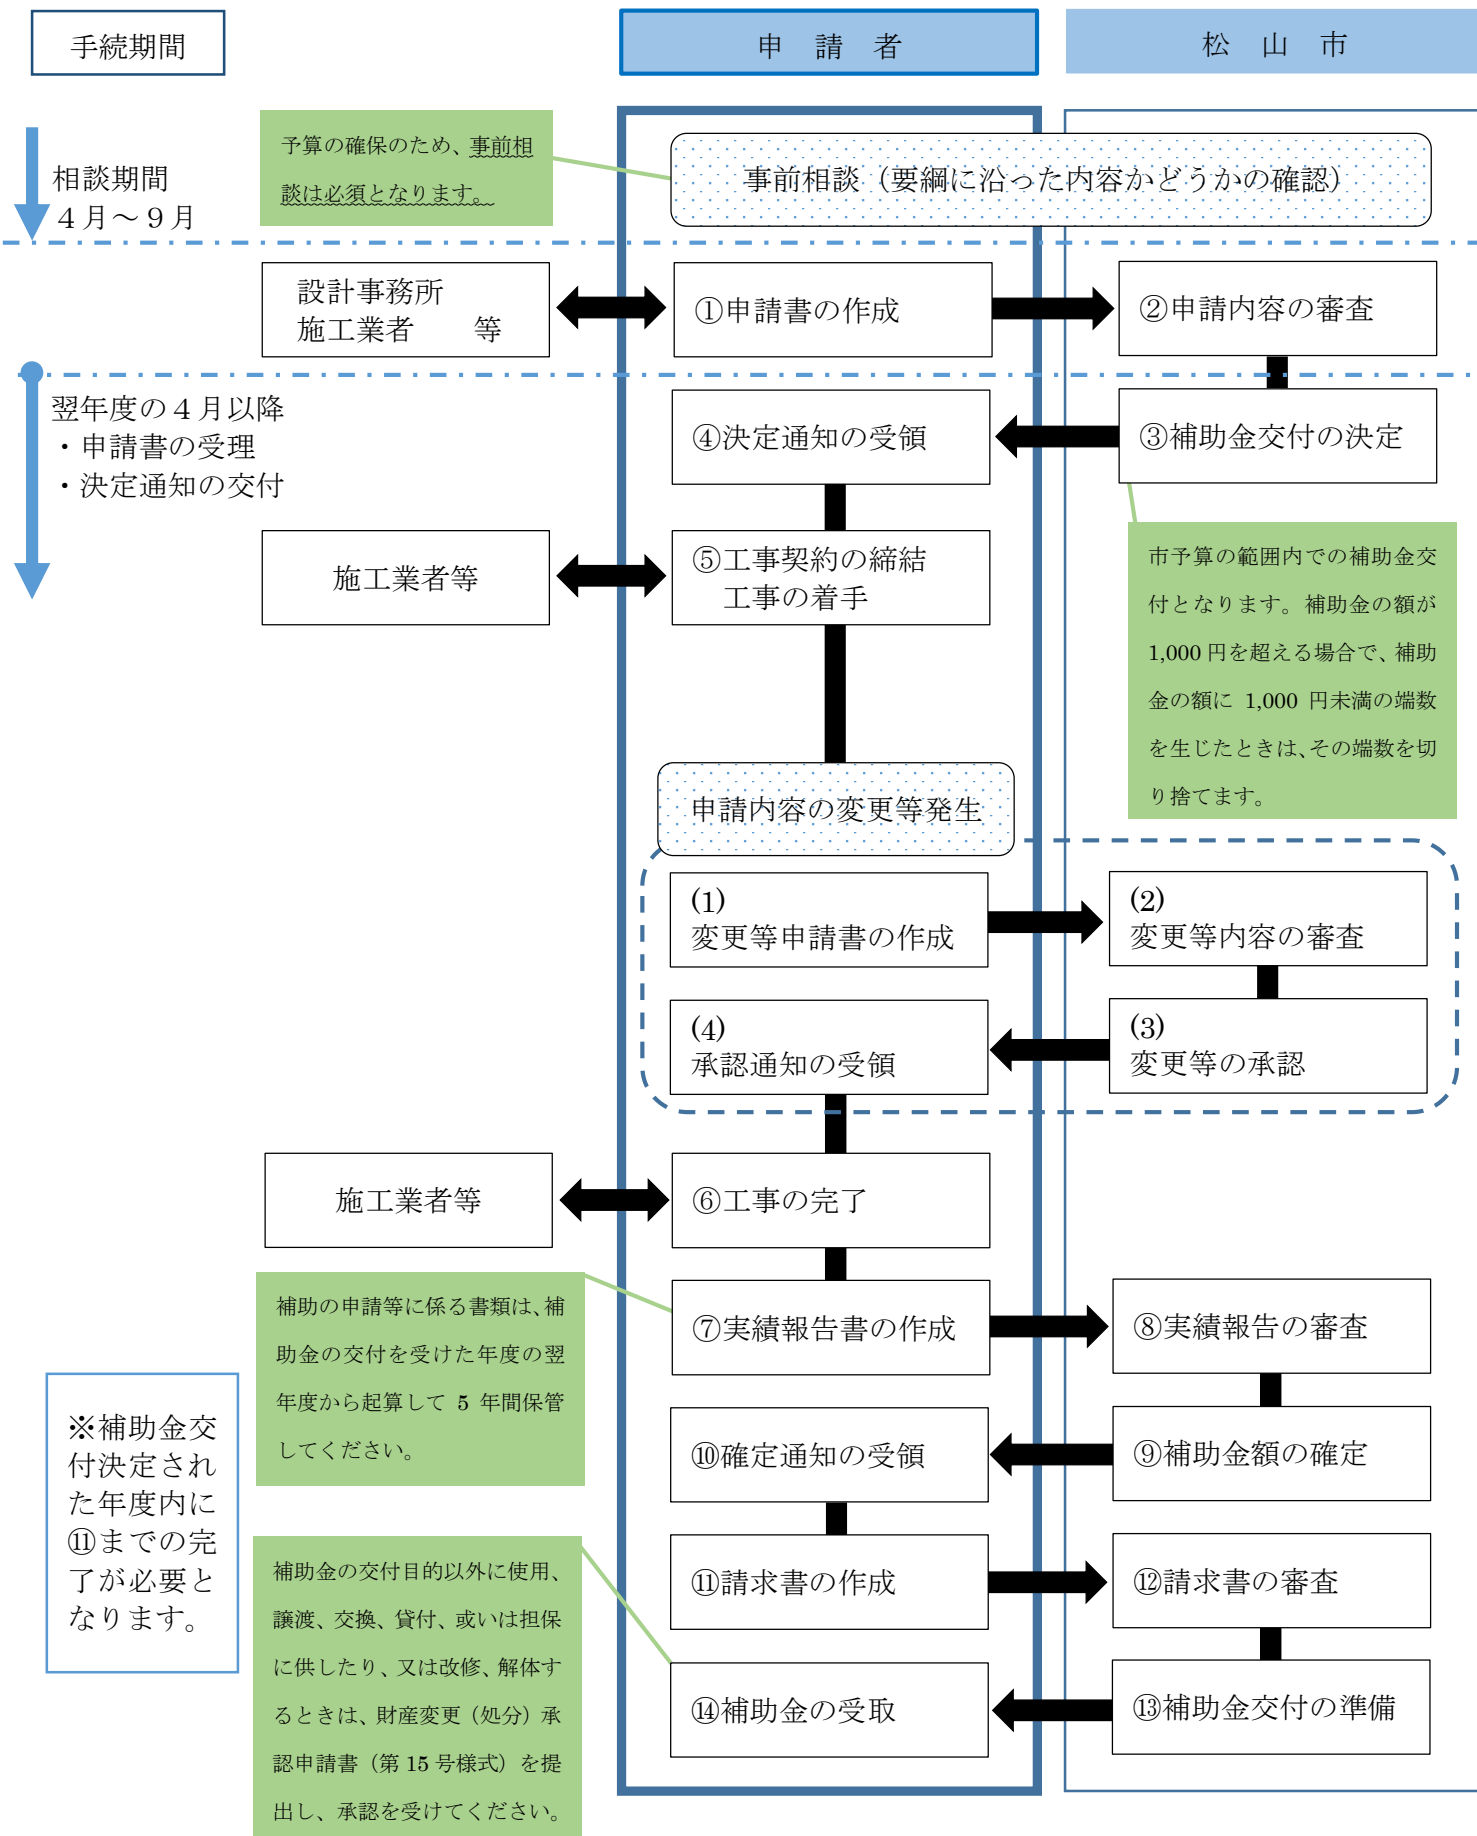 手続期間
申　請　者
松　山　市
相談期間
４月～９月
予算の確保のため、事前相
談は必須となります。
事前相談（要綱に沿った内容かどうかの確認）
設計事務所
施工業者　　等
①申請書の作成
②申請内容の審査
翌年度の４月以降
・申請書の受理
・決定通知の交付
④決定通知の受領
③補助金交付の決定
施工業者等
⑤工事契約の締結
工事の着手
市予算の範囲内での補助金交
付となります。補助金の額が
1,000 円を超える場合で、補助
金の額に 1,000 円未満の端数
を生じたときは、その端数を切
り捨てます。
申請内容の変更等発生
(1)
変更等申請書の作成
(2)
変更等内容の審査
(4)
承認通知の受領
(3)
変更等の承認
施工業者等
⑥工事の完了
補助の申請等に係る書類は、補
助金の交付を受けた年度の翌
年度から起算して 5 年間保管
してください。
⑦実績報告書の作成
⑧実績報告の審査
※補助金交
付決定され
た年度内に
⑪までの完
了が必要と
なります。
⑩確定通知の受領
⑨補助金額の確定
⑪請求書の作成
⑫請求書の審査
補助金の交付目的以外に使用、
譲渡、交換、貸付、或いは担保
に供したり、又は改修、解体す
るときは、財産変更（処分）承
認申請書（第 15 号様式）を提
出し、承認を受けてください。
⑭補助金の受取
⑬補助金交付の準備